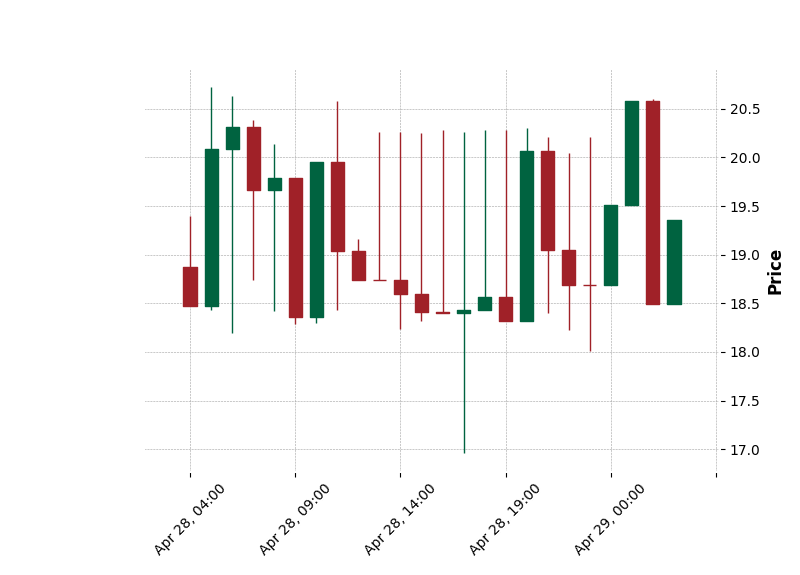 20.5
20.0
19.5
19.0
18.5
18.0
17.5
17.0
Price
Apr 28, 04:00
Apr 28, 09:00
Apr 28, 14:00
Apr 28, 19:00
Apr 29, 00:00